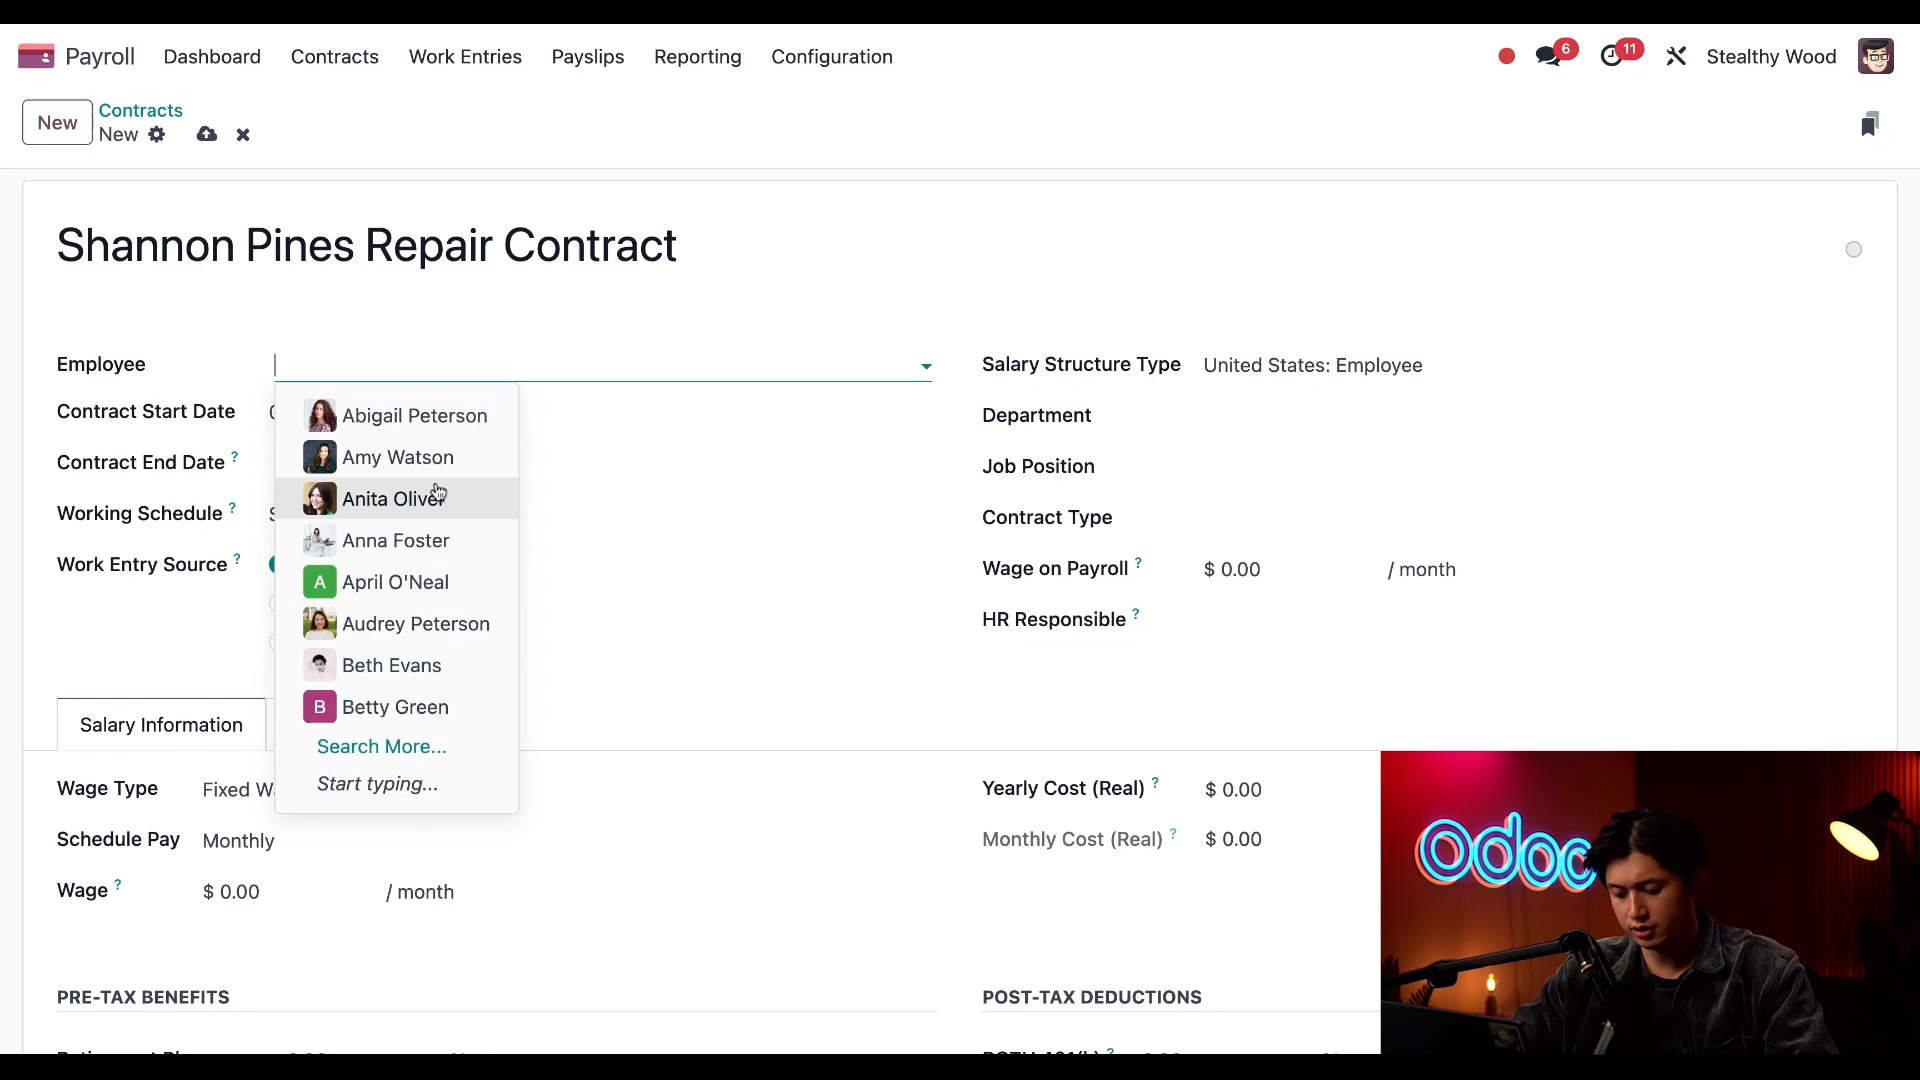 Payroll Dashboard Contracts Work Entries Payslips Reporting Configuration 6 11 Stealthy Wood
New Contracts
New
Shannon Pines Repair Contract
Employee Salary Structure Type United States: Employee
Contract Start Date Department
Contract End Date ? Job Position
Working Schedule ? Contract Type
Work Entry Source ? Wage on Payroll ? $ 0.00 / month
HR Responsible ?
Abigail Peterson
Amy Watson
Anita Oliver
Anna Foster
A April O'Neal
Audrey Peterson
Beth Evans
B Betty Green
Search More...
Start typing...
Salary Information
Wage Type Fixed Yearly Cost (Real) ? $ 0.00
Schedule Pay Monthly Monthly Cost (Real) ? $ 0.00
Wage ? $ 0.00 / month
PRE-TAX BENEFITS POST-TAX DEDUCTIONS
odoo